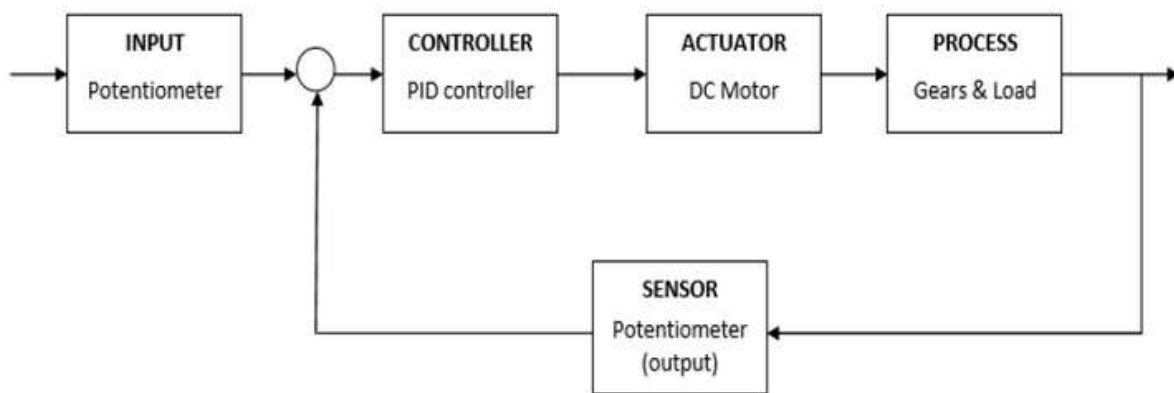 INPUT
Potentiometer
CONTROLLER
PID controller
ACTUATOR
DC Motor
PROCESS
Gears & Load
SENSOR
Potentiometer
(output)